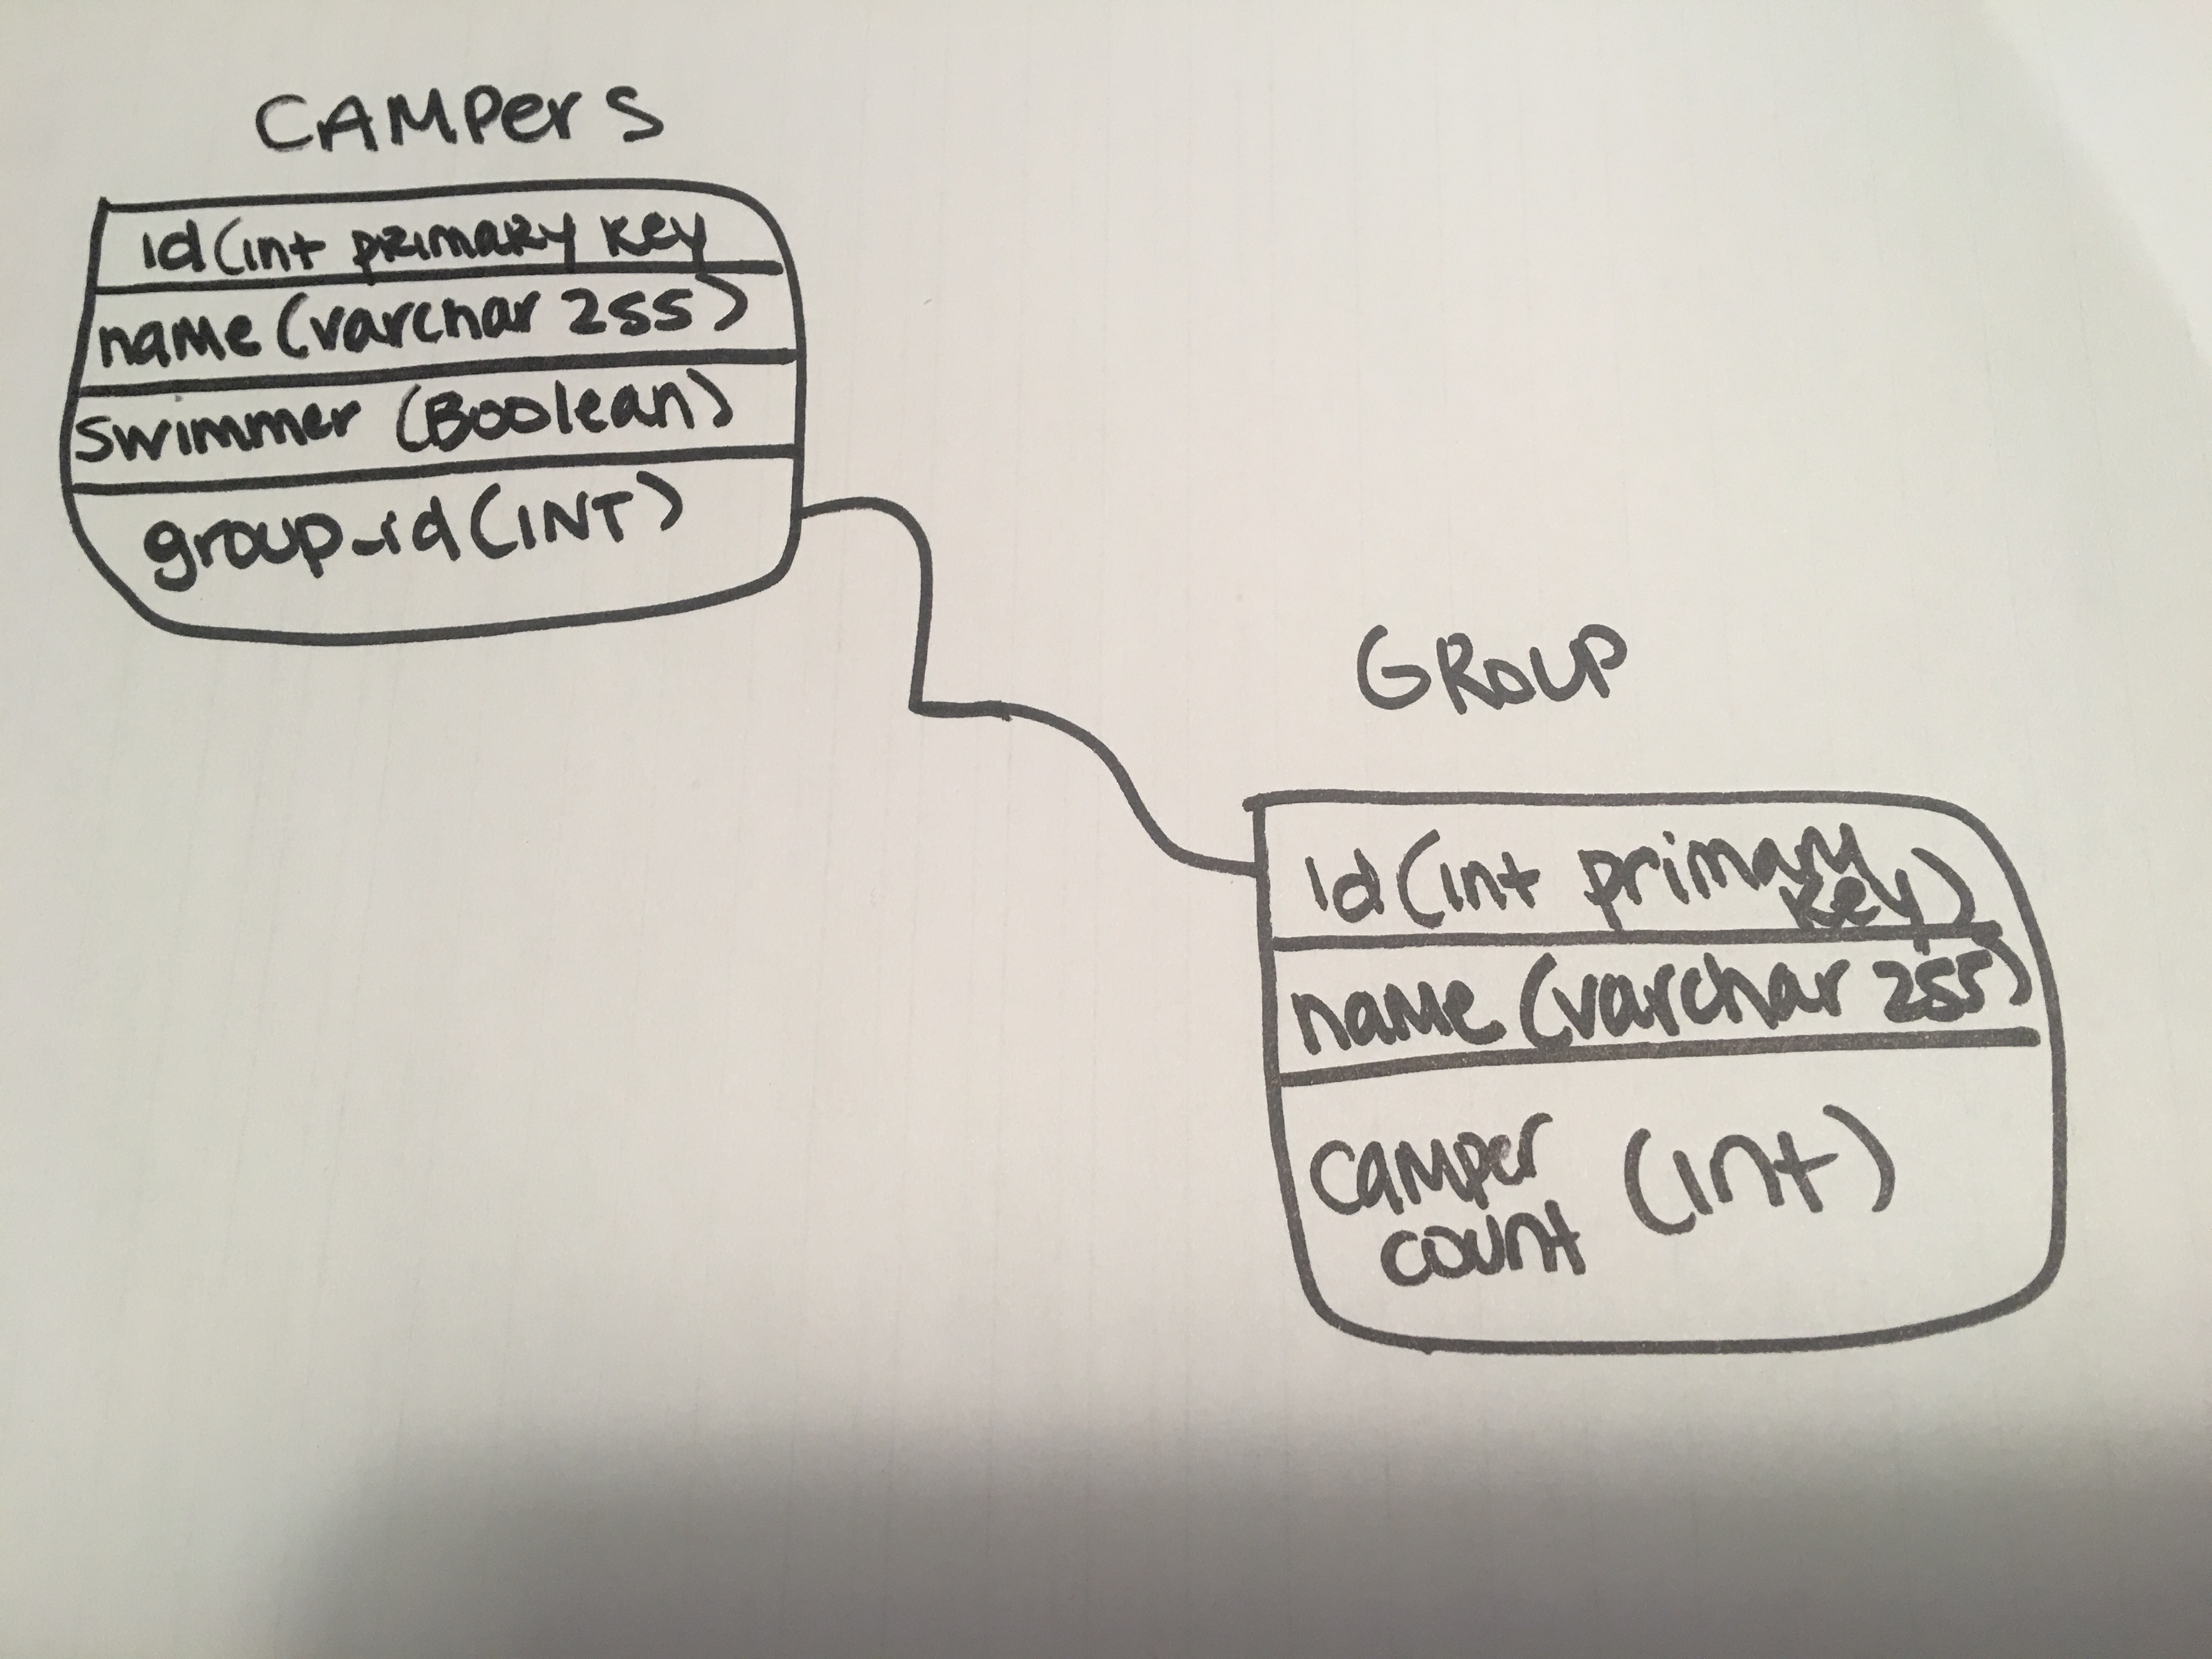 CAMPers
id (int primary key
name (varchar 255)
swimmer (Boolean)
group_id (INT)
GROUP
id (int primary
key)
name (varchar 255)
camper
count (int)